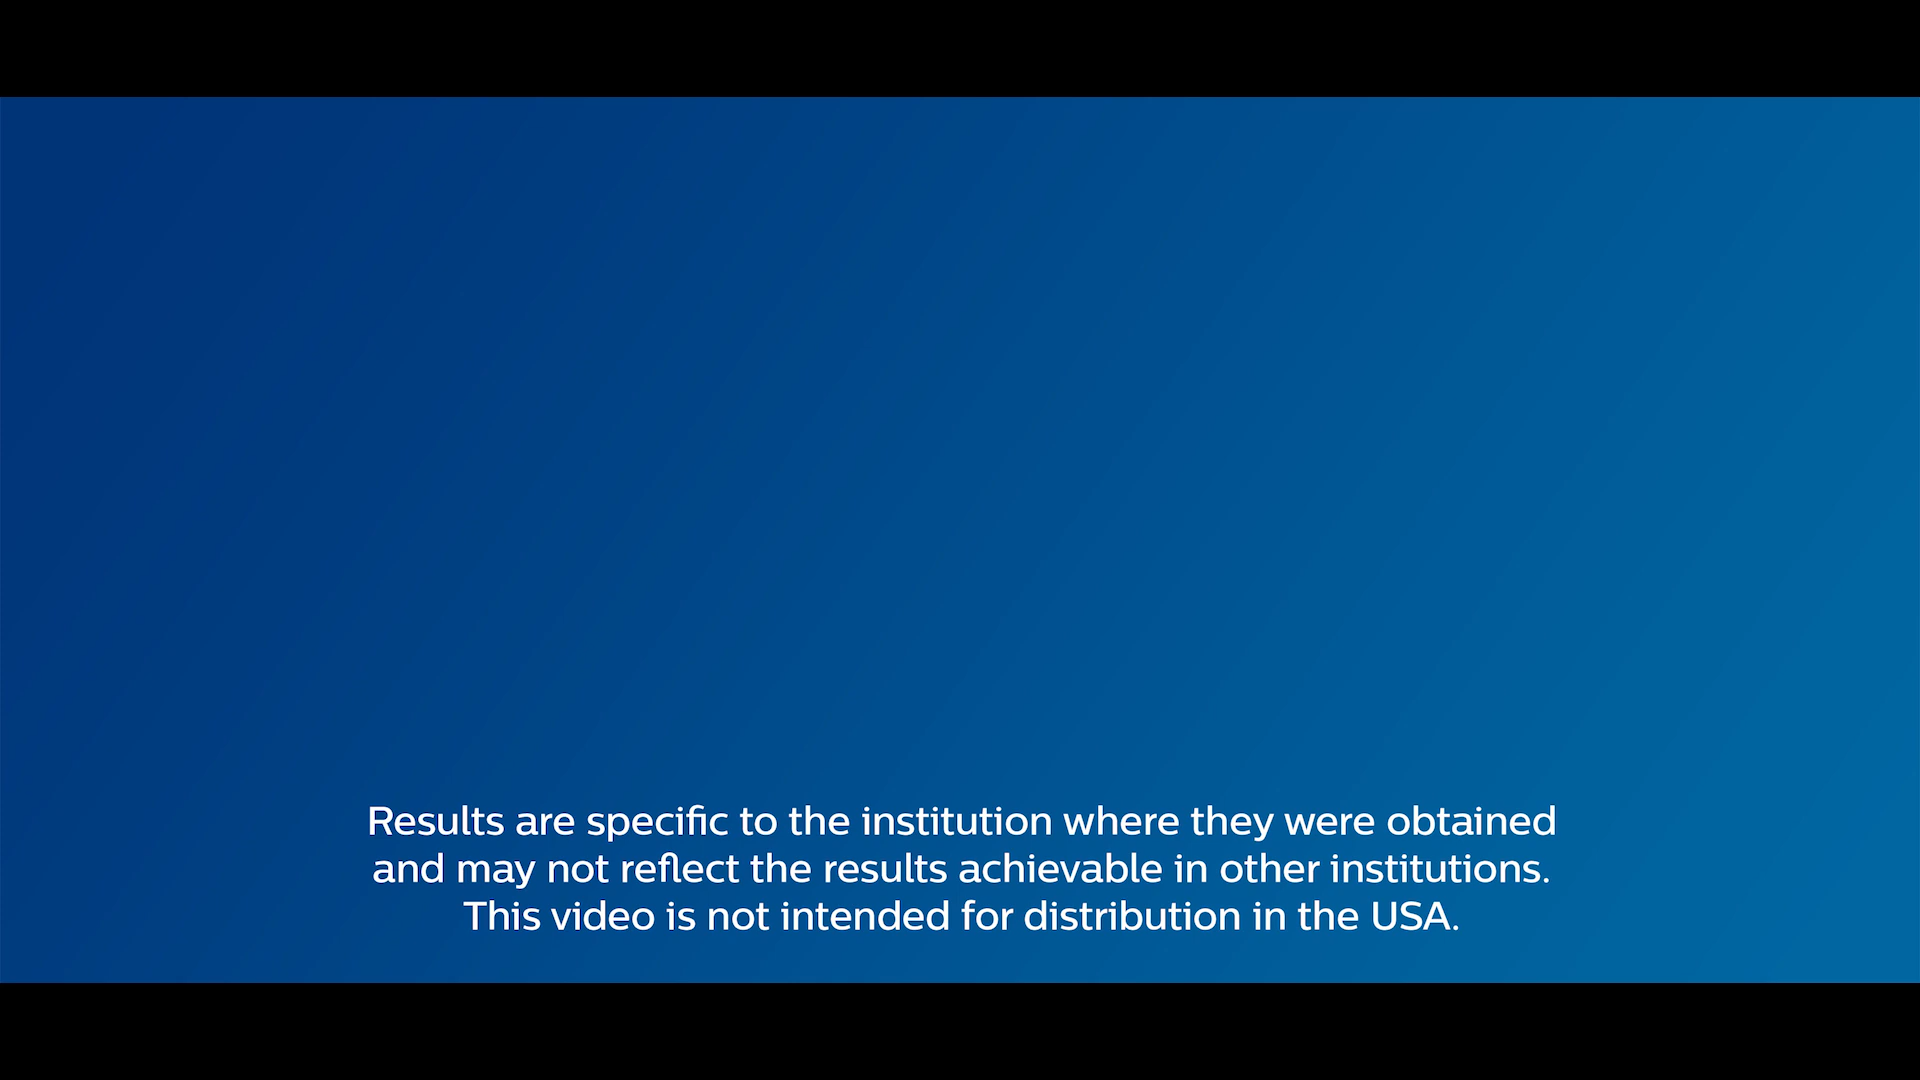 Results are specific to the institution where they were obtained
and may not reflect the results achievable in other institutions.
This video is not intended for distribution in the USA.